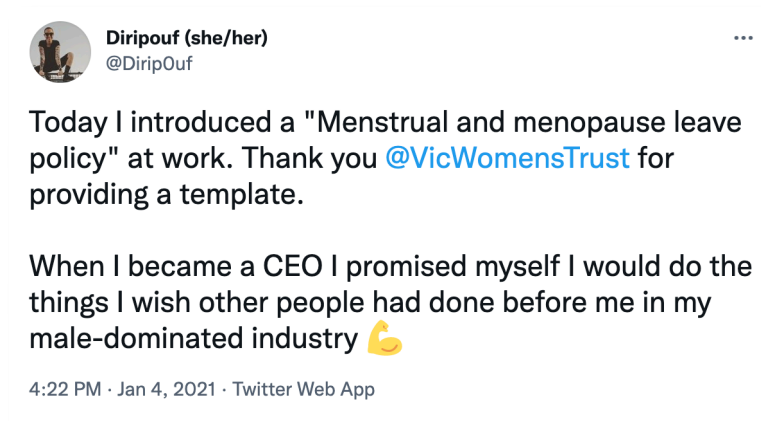 Diripouf (she/her)
@Dirip0uf
Today I introduced a "Menstrual and menopause leave
policy" at work. Thank you @VicWomensTrust for
providing a template.
When I became a CEO I promised myself I would do the
things I wish other people had done before me in my
male-dominated industry 💪
4:22 PM · Jan 4, 2021 · Twitter Web App